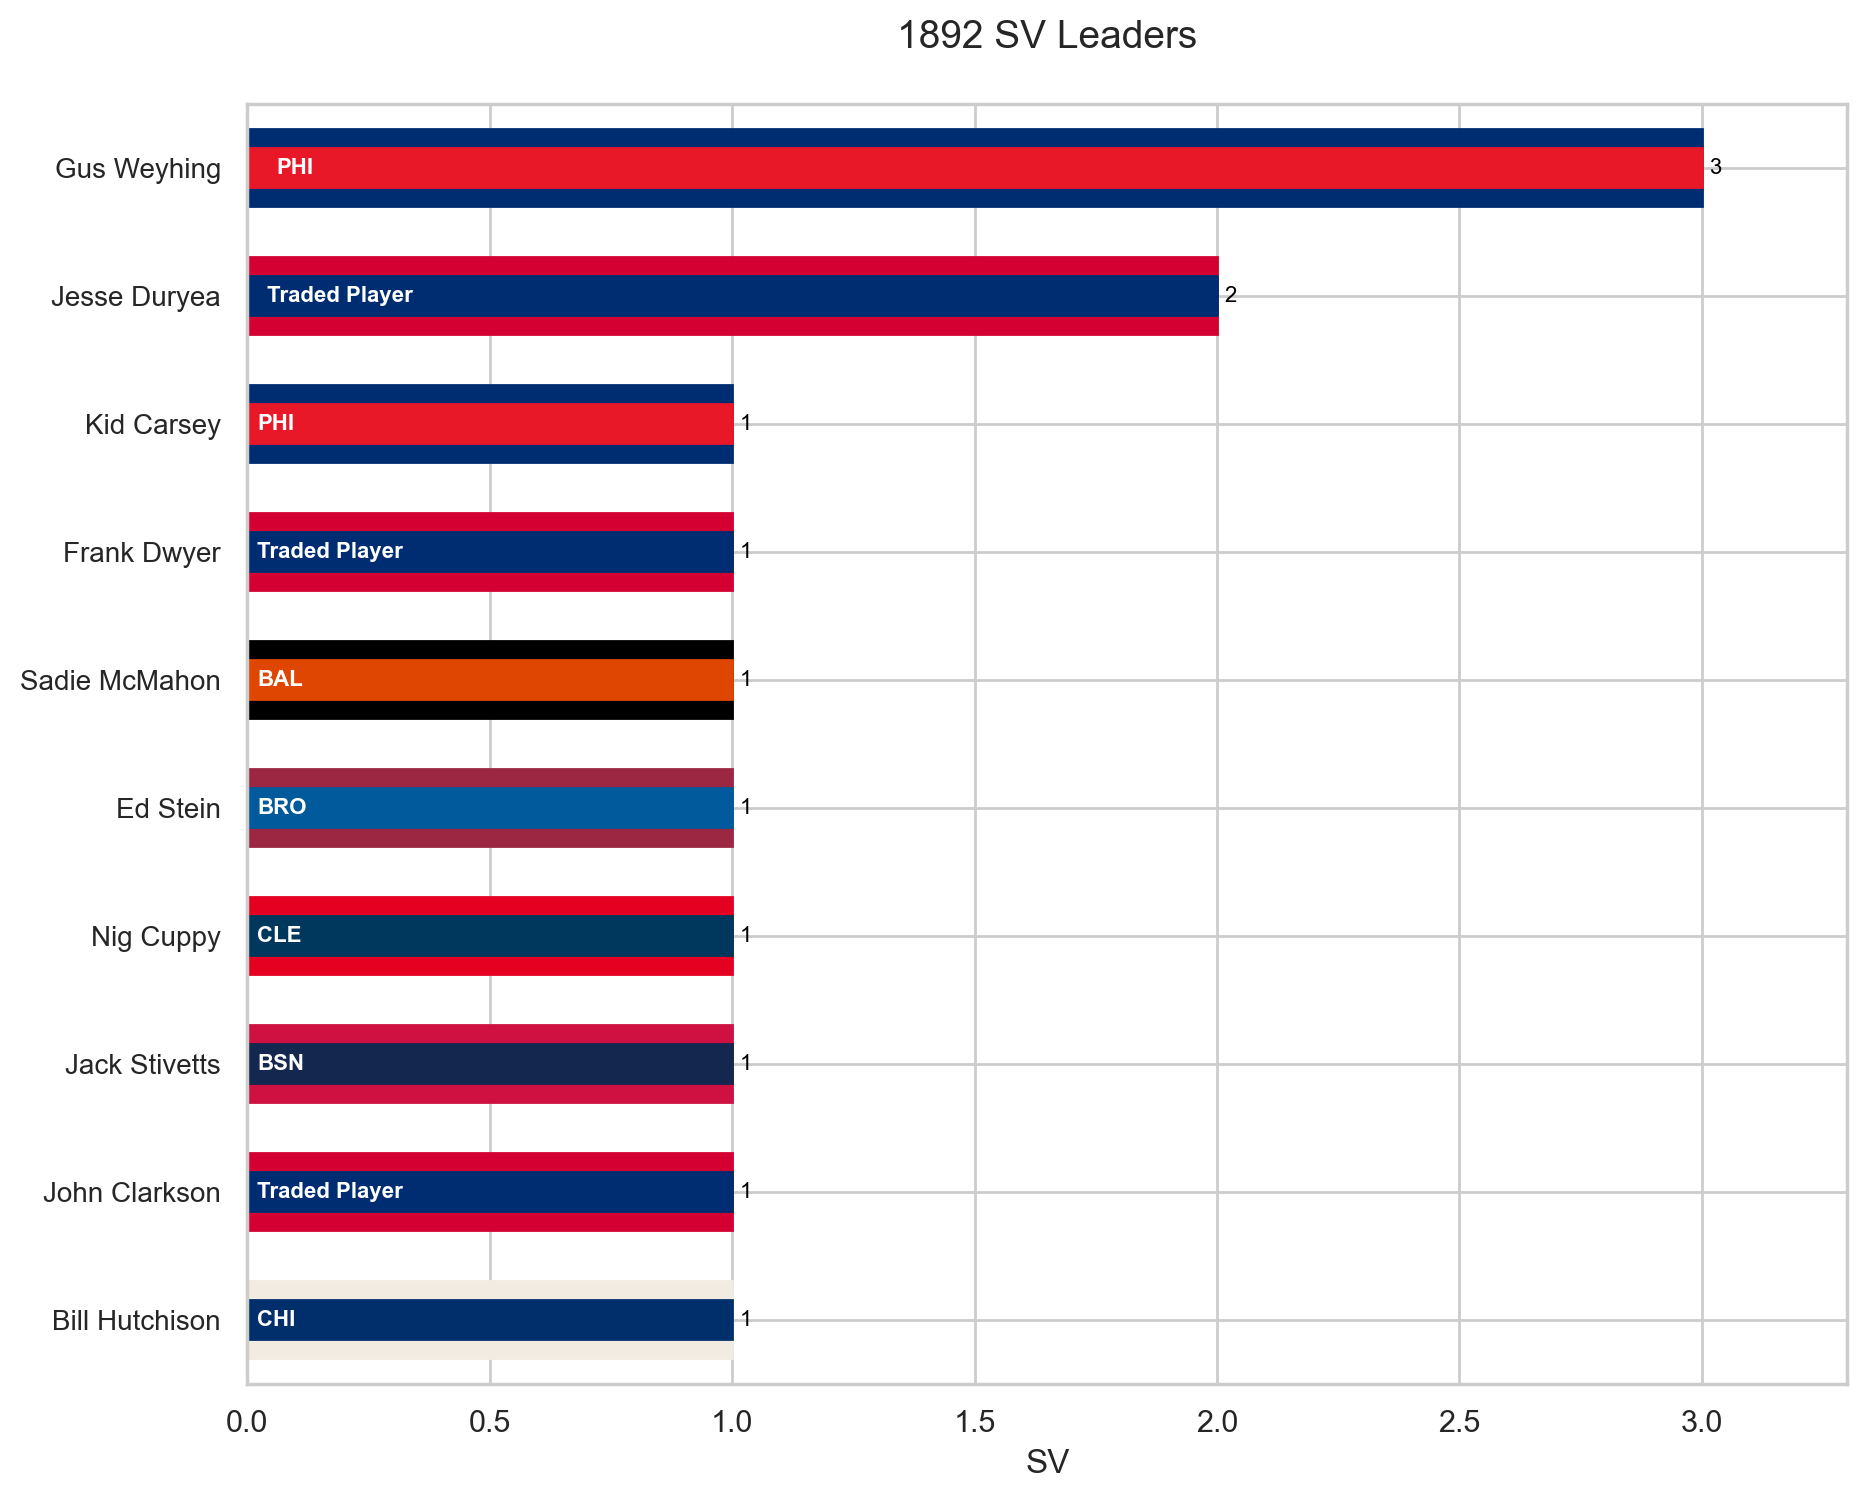 1892 SV Leaders
Gus Weyhing PHI 3
Jesse Duryea Traded Player 2
Kid Carsey PHI 1
Frank Dwyer Traded Player 1
Sadie McMahon BAL 1
Ed Stein BRO 1
Nig Cuppy CLE 1
Jack Stivetts BSN 1
John Clarkson Traded Player 1
Bill Hutchison CHI 1
0.0 0.5 1.0 1.5 2.0 2.5 3.0
SV